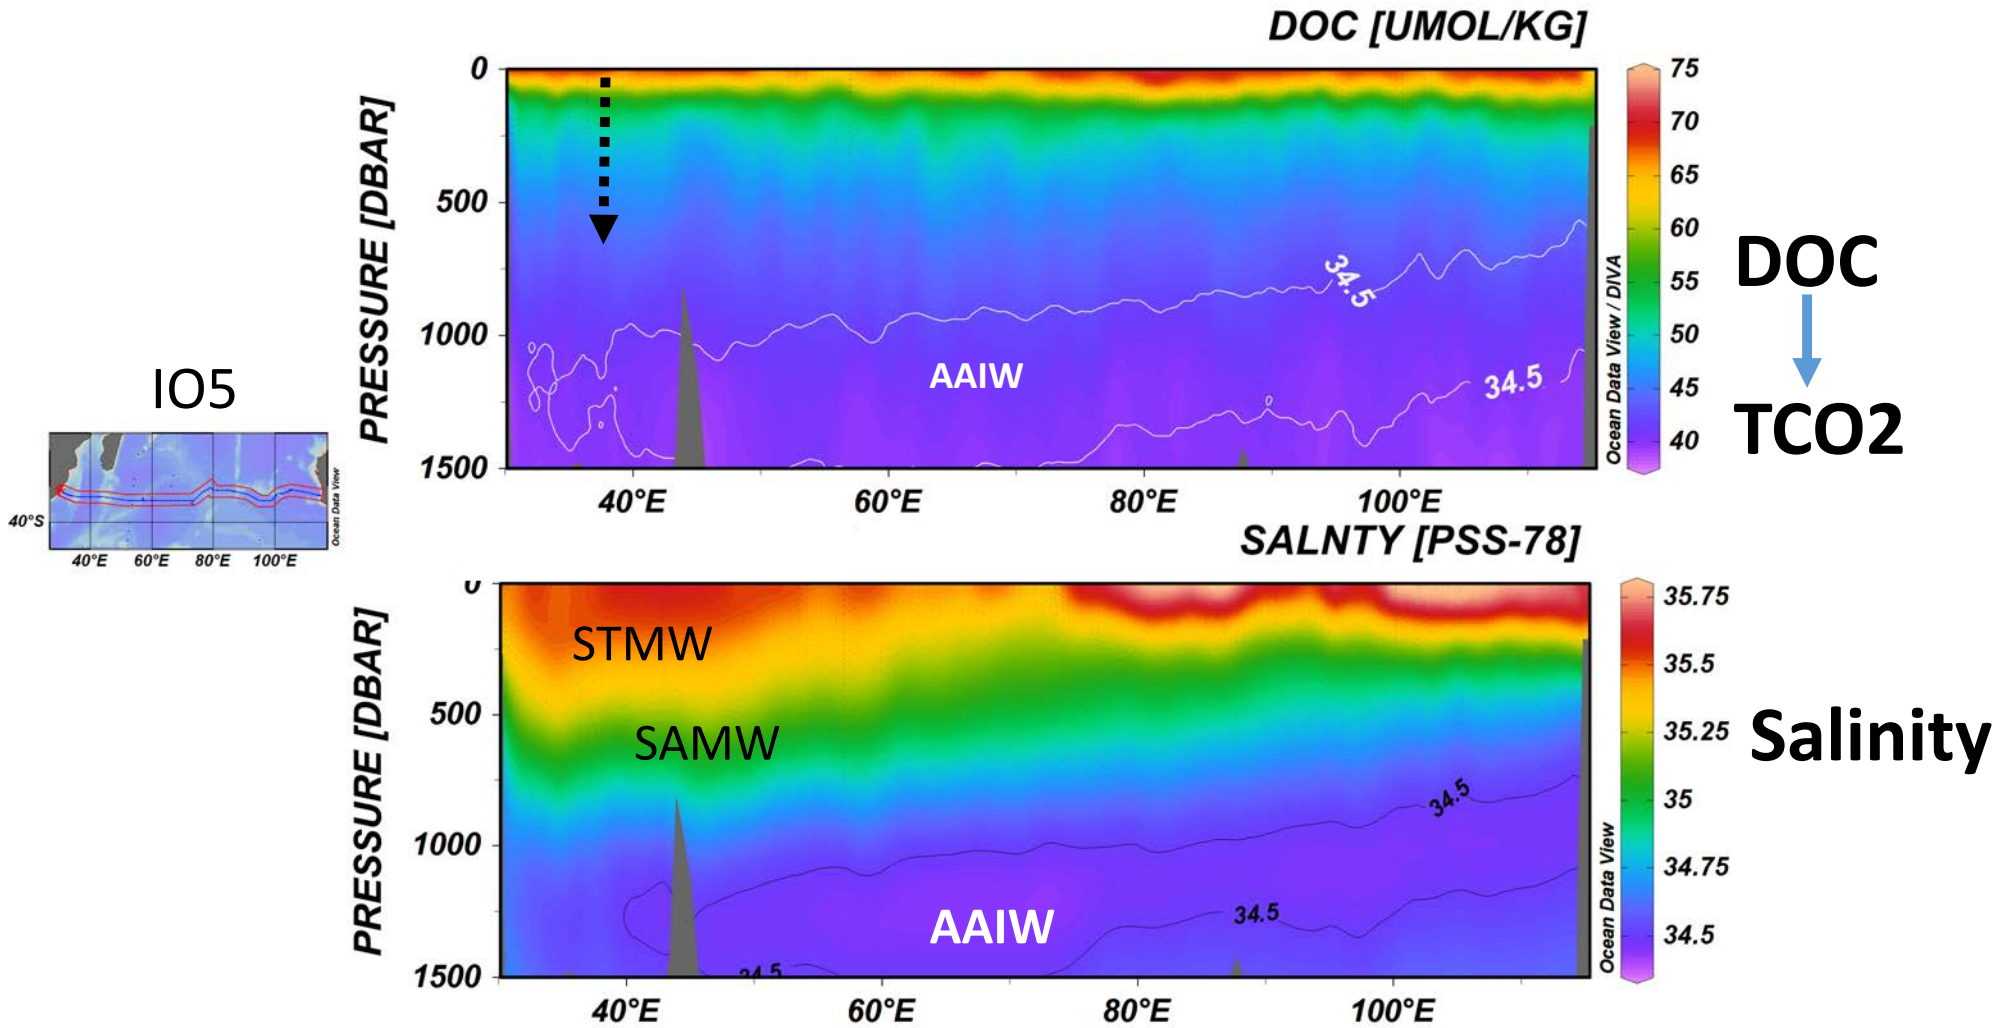 DOC [UMOL/KG]
PRESSURE [DBAR]
0
500
1000
1500
34.5
AAIW
34.5
40°E 60°E 80°E 100°E
Ocean Data View / DIVA
75
70
65
60
55
50
45
40
DOC
TCO2
IO5
40°S
40°E 60°E 80°E 100°E
Ocean Data View
SALNTY [PSS-78]
PRESSURE [DBAR]
0
500
1000
1500
STMW
SAMW
34.5
34.5
AAIW
34.5
40°E 60°E 80°E 100°E
Ocean Data View
35.75
35.5
35.25
35
34.75
34.5
Salinity